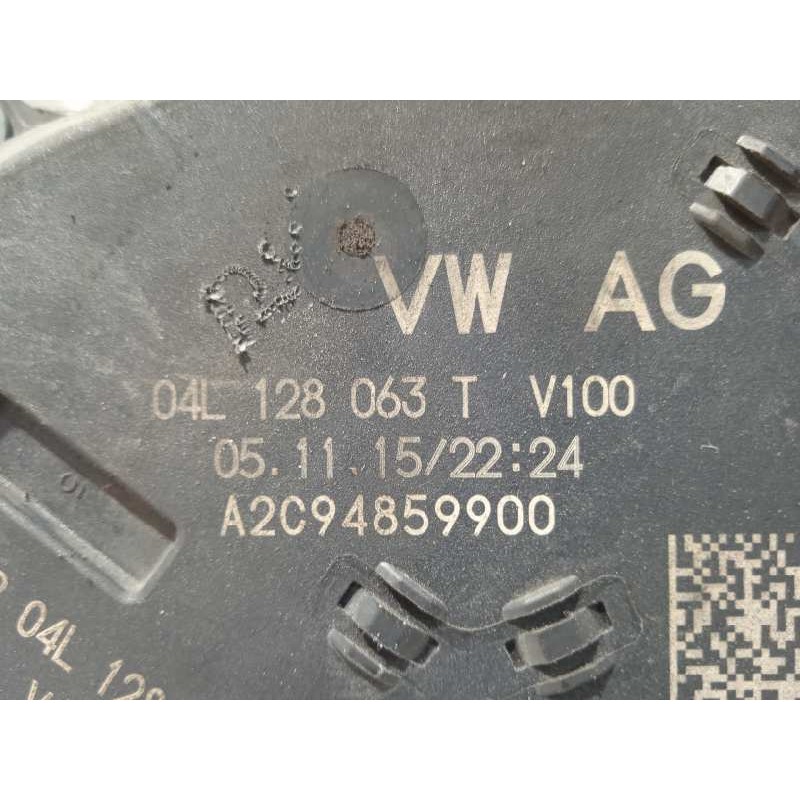 VW AG
04L 128 063 T V100
05.11.15/22:24
A2C94859900
04L 128